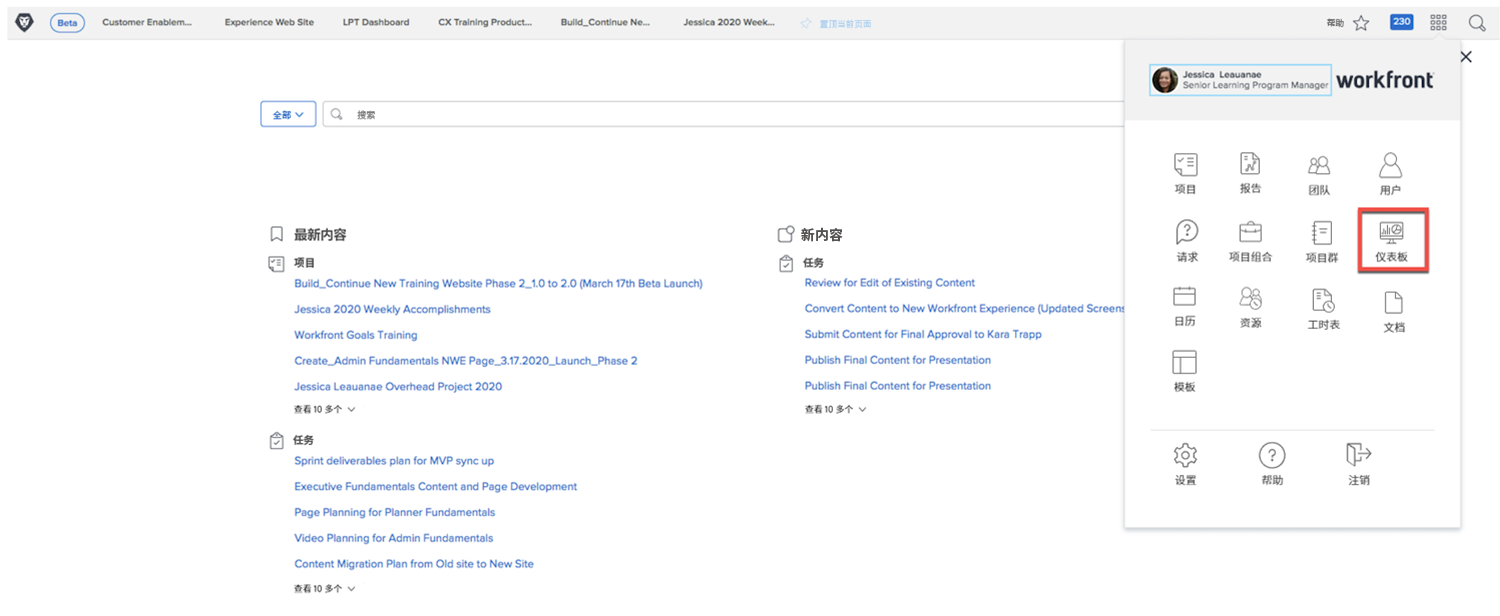 Beta
Customer Enablem...
Experience Web Site
LPT Dashboard
CX Training Product...
Build_Continue Ne...
Jessica 2020 Week...
置顶当前页面
帮助
230
Jessica Leauanae
Senior Learning Program Manager
workfront
全部
搜索
最新内容
项目
Build_Continue New Training Website Phase 2_1.0 to 2.0 (March 17th Beta Launch)
Jessica 2020 Weekly Accomplishments
Workfront Goals Training
Create_Admin Fundamentals NWE Page_3.17.2020_Launch_Phase 2
Jessica Leauanae Overhead Project 2020
查看 10 多个
任务
Sprint deliverables plan for MVP sync up
Executive Fundamentals Content and Page Development
Page Planning for Planner Fundamentals
Video Planning for Admin Fundamentals
Content Migration Plan from Old site to New Site
查看 10 多个
新内容
任务
Review for Edit of Existing Content
Convert Content to New Workfront Experience (Updated Screens
Submit Content for Final Approval to Kara Trapp
Publish Final Content for Presentation
Publish Final Content for Presentation
查看 10 多个
项目
报告
团队
用户
请求
项目组合
项目群
仪表板
日历
资源
工时表
文档
模板
设置
帮助
注销